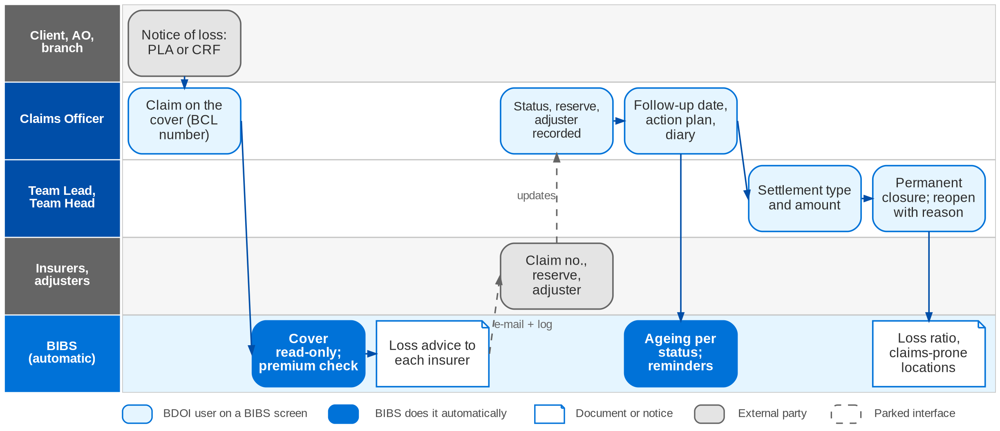 Client, AO,
branch
Notice of loss:
PLA or CRF
Claims Officer
Claim on the
cover (BCL
number)
Status, reserve,
adjuster
recorded
Follow-up date,
action plan,
diary
Team Lead,
Team Head
updates
Settlement type
and amount
Permanent
closure; reopen
with reason
Insurers,
adjusters
Claim no.,
reserve,
adjuster
BIBS
(automatic)
Cover
read-only;
premium check
Loss advice to
each insurer
e-mail + log
Ageing per
status;
reminders
Loss ratio,
claims-prone
locations
BDOI user on a BIBS screen
BIBS does it automatically
Document or notice
External party
Parked interface